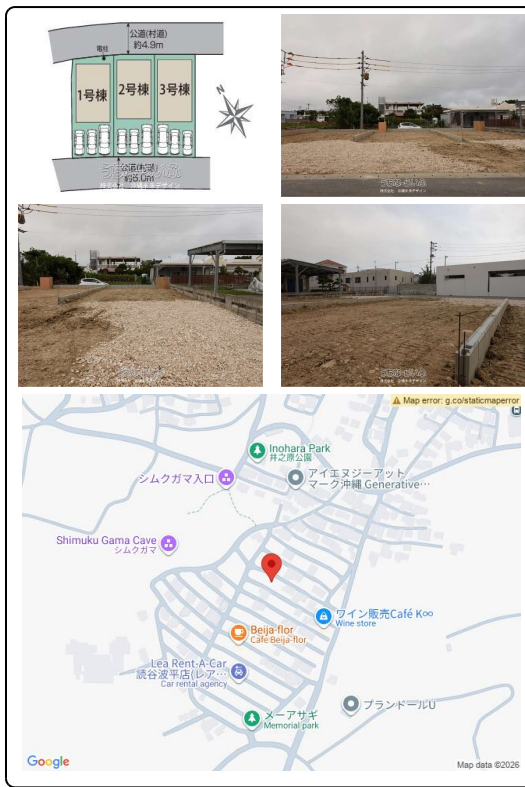 公道(村道)
約4.9m
電柱
1号棟
2号棟
3号棟
N
公道(村道)
約6.0m
Map error: g.co/staticmaperror
Inohara Park
井之原公園
シムクガマ入口
アイエヌジーアット
マーク沖縄 Generative…
Shimuku Gama Cave
シムクガマ
ワイン販売Café K∞
Wine store
Beija-flor
Cafe Beija-flor
Lea Rent-A-Car
読谷波平店(レア…
Car rental agency
プランドールU
メーアサギ
Memorial park
Google
Map data ©2026